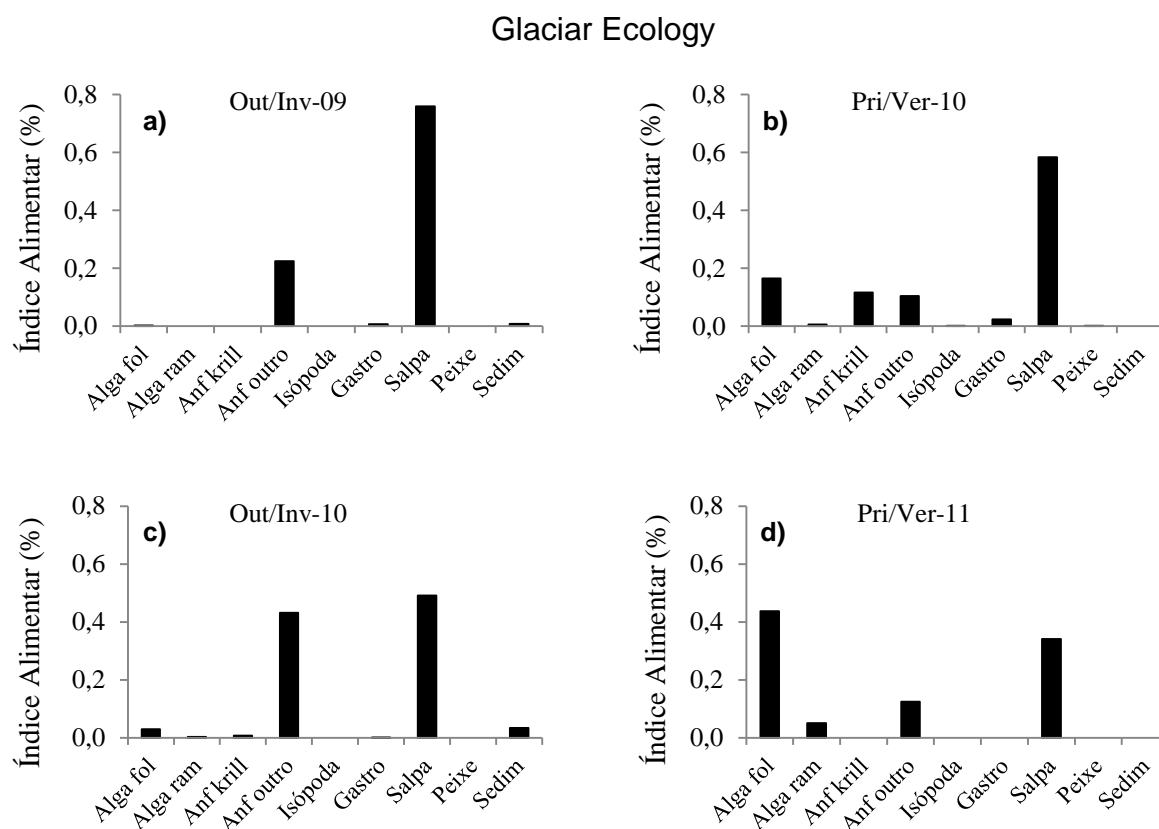 Glaciar Ecology
a)
Out/Inv-09
Índice Alimentar (%)
0,8
0,6
0,4
0,2
0,0
Alga fol
Alga ram
Anf krill
Anf outro
Isópoda
Gastro
Salpa
Peixe
Sedim
b)
Pri/Ver-10
Índice Alimentar (%)
0,8
0,6
0,4
0,2
0,0
Alga fol
Alga ram
Anf krill
Anf outro
Isópoda
Gastro
Salpa
Peixe
Sedim
c)
Out/Inv-10
Índice Alimentar (%)
0,8
0,6
0,4
0,2
0,0
Alga fol
Alga ram
Anf krill
Anf outro
Isópoda
Gastro
Salpa
Peixe
Sedim
d)
Pri/Ver-11
Índice Alimentar (%)
0,8
0,6
0,4
0,2
0,0
Alga fol
Alga ram
Anf krill
Anf outro
Isópoda
Gastro
Salpa
Peixe
Sedim